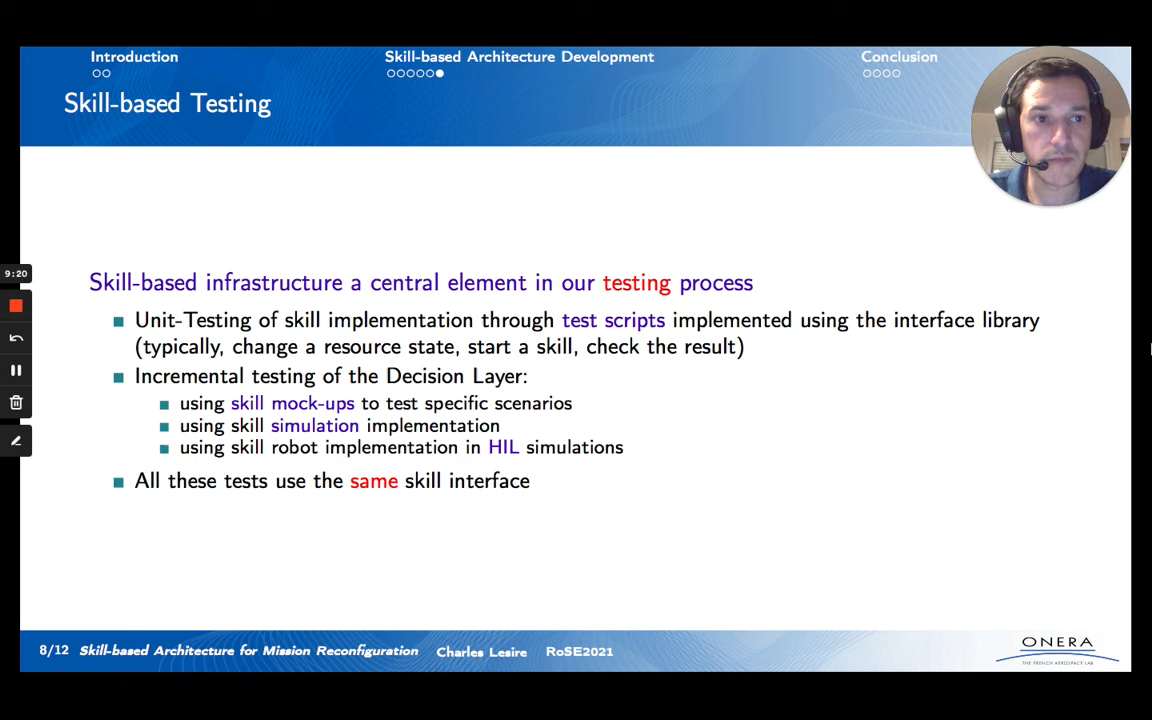 Introduction
Skill-based Architecture Development
Conclusion
Skill-based Testing
9:20
Skill-based infrastructure a central element in our testing process
Unit-Testing of skill implementation through test scripts implemented using the interface library
(typically, change a resource state, start a skill, check the result)
Incremental testing of the Decision Layer:
using skill mock-ups to test specific scenarios
using skill simulation implementation
using skill robot implementation in HIL simulations
All these tests use the same skill interface
8/12 Skill-based Architecture for Mission Reconfiguration Charles Lesire RoSE2021
ONERA
THE FRENCH AEROSPACE LAB